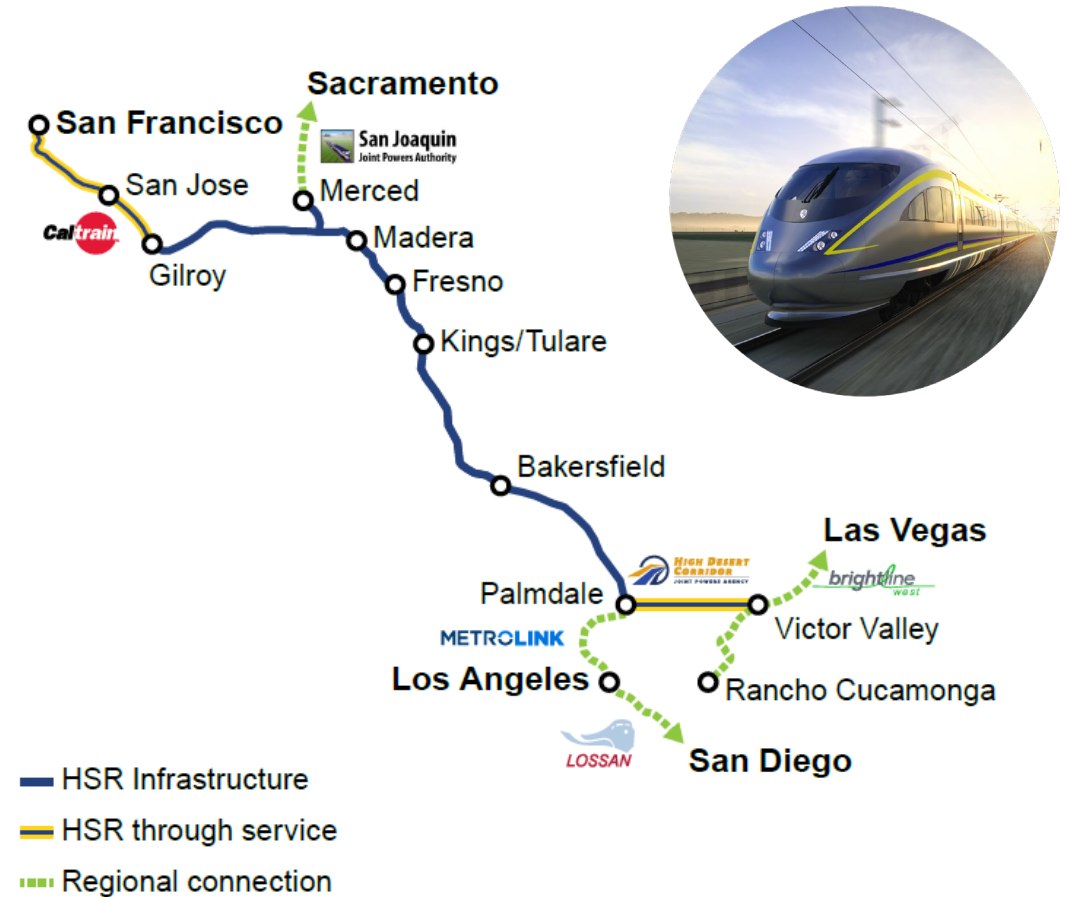 Sacramento
San Francisco
San Joaquin
Joint Powers Authority
San Jose
Merced
Caltrain
Madera
Gilroy
Fresno
Kings/Tulare
Bakersfield
Las Vegas
HIGH DESERT
CORRIDOR
JOINT POWERS AGENCY
brightline
west
Palmdale
Victor Valley
METROLINK
Los Angeles
Rancho Cucamonga
LOSSAN
San Diego
HSR Infrastructure
HSR through service
Regional connection